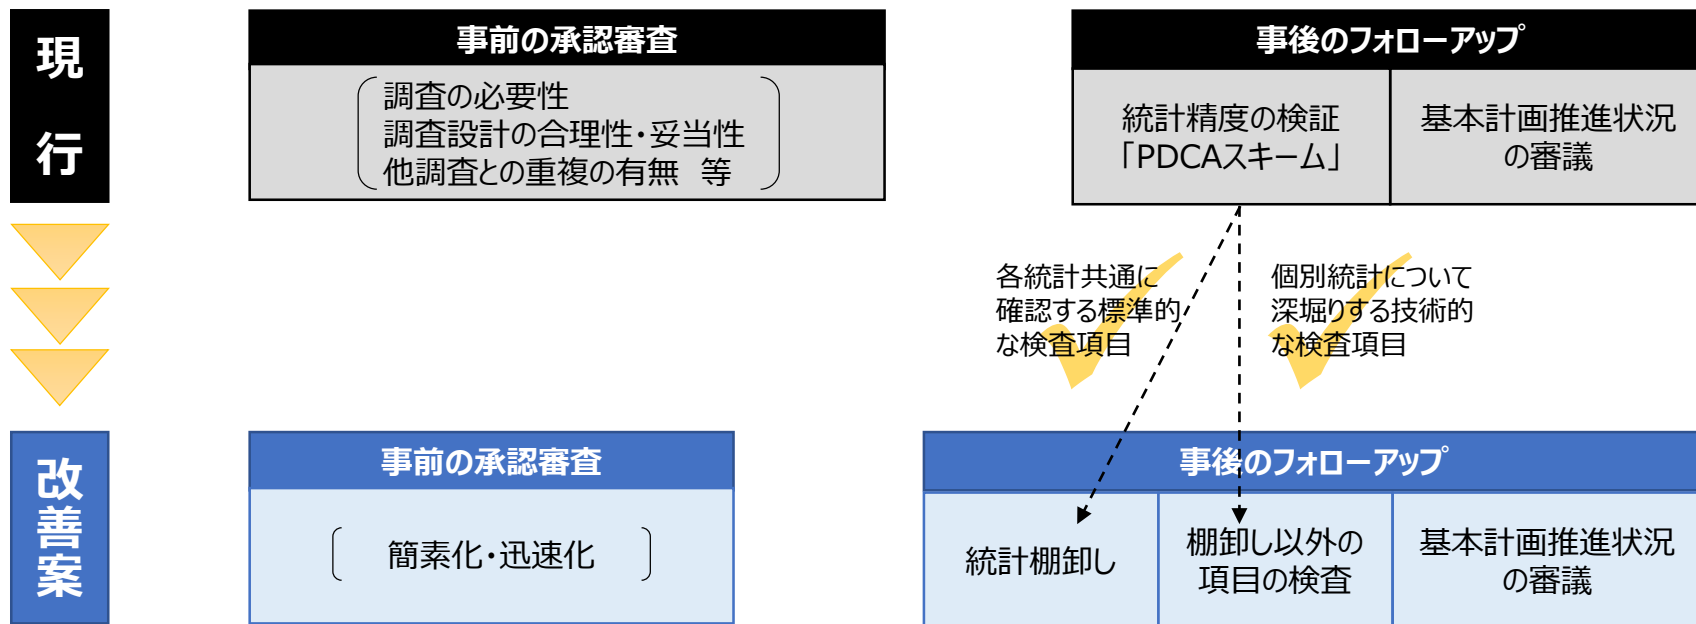 現行
事前の承認審査
調査の必要性
調査設計の合理性・妥当性
他調査との重複の有無　等
事後のフォローアップ
統計精度の検証
「PDCAスキーム」
基本計画推進状況
の審議
各統計共通に
確認する標準的
な検査項目
個別統計について
深堀りする技術的
な検査項目
改善案
事前の承認審査
簡素化・迅速化
事後のフォローアップ
統計棚卸し
棚卸し以外の
項目の検査
基本計画推進状況
の審議